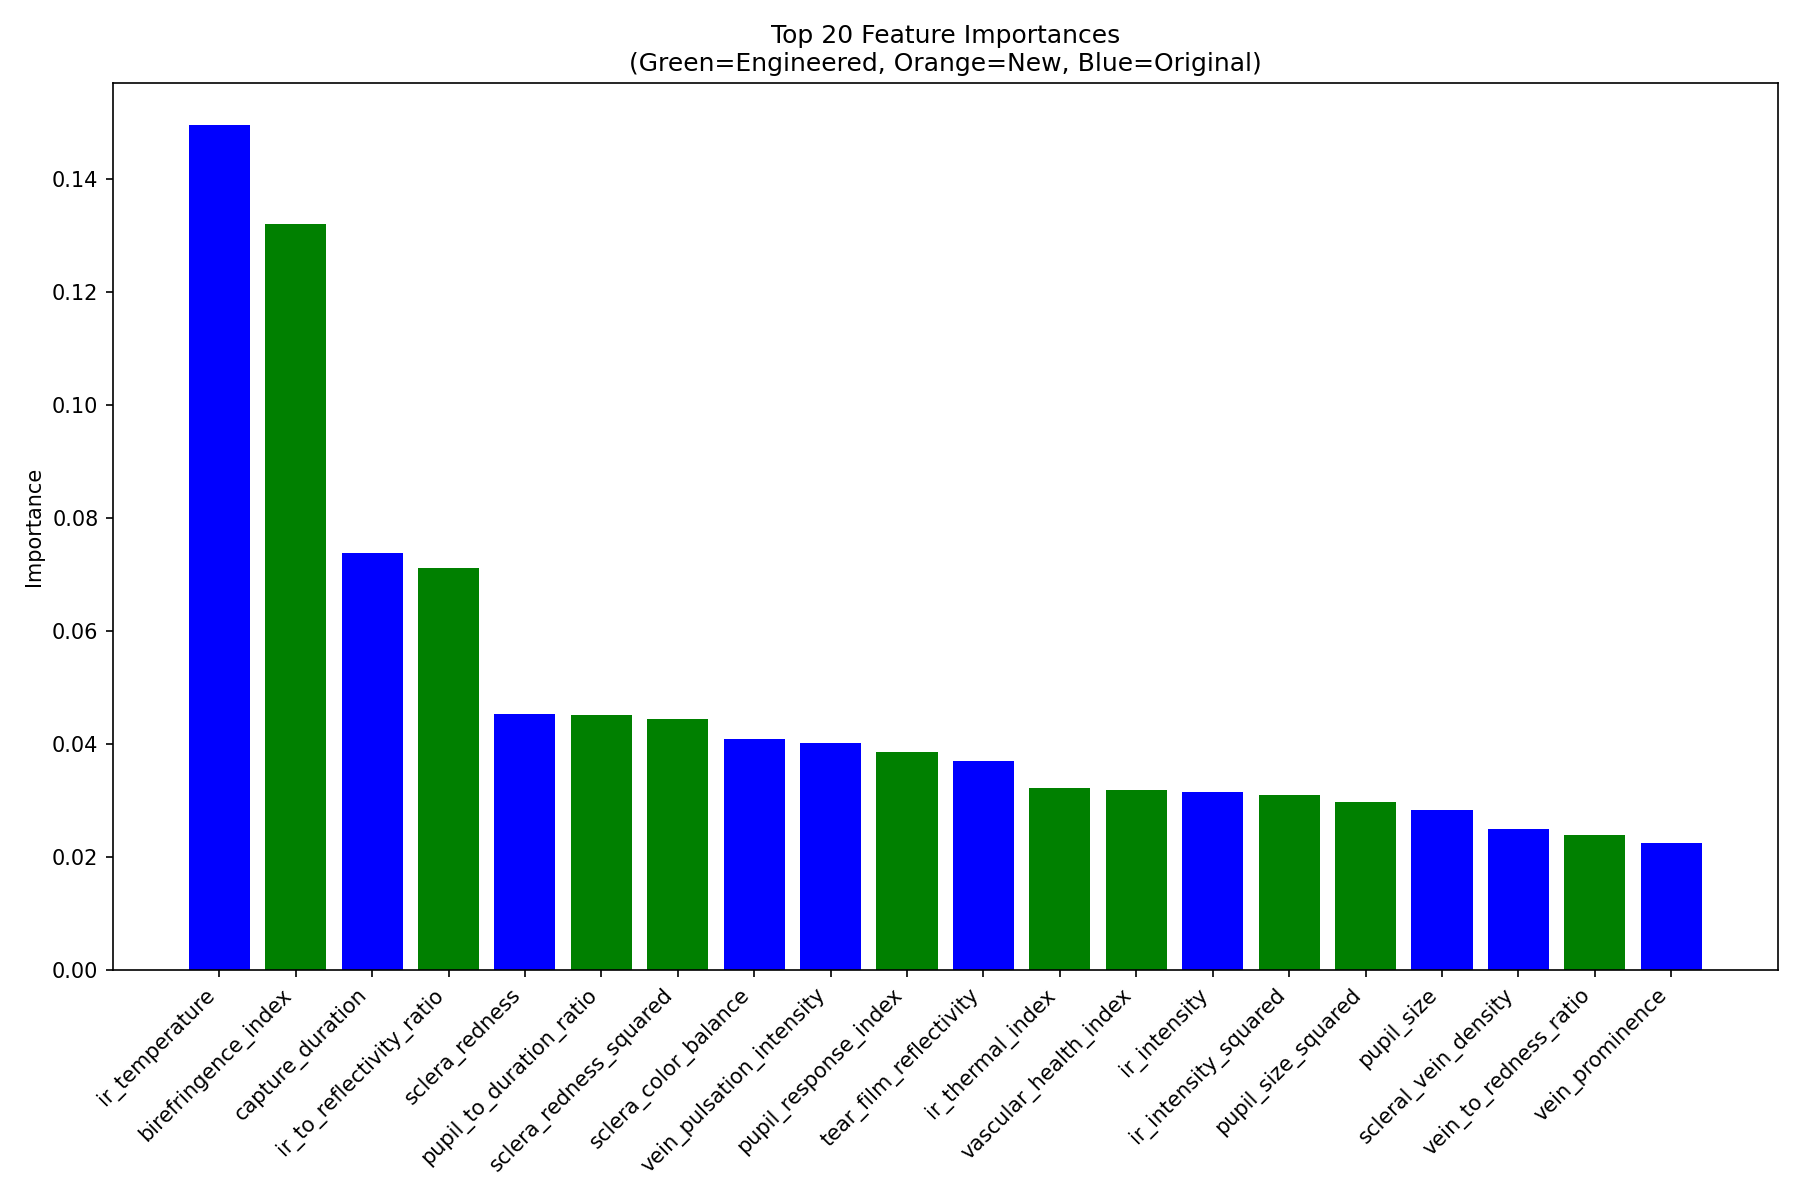 Top 20 Feature Importances
(Green=Engineered, Orange=New, Blue=Original)
Importance
0.14
0.12
0.10
0.08
0.06
0.04
0.02
0.00
ir_temperature
birefringence_index
capture_duration
ir_to_reflectivity_ratio
sclera_redness
pupil_to_duration_ratio
sclera_redness_squared
sclera_color_balance
vein_pulsation_intensity
pupil_response_index
tear_film_reflectivity
ir_thermal_index
vascular_health_index
ir_intensity
ir_intensity_squared
pupil_size_squared
pupil_size
scleral_vein_density
vein_to_redness_ratio
vein_prominence